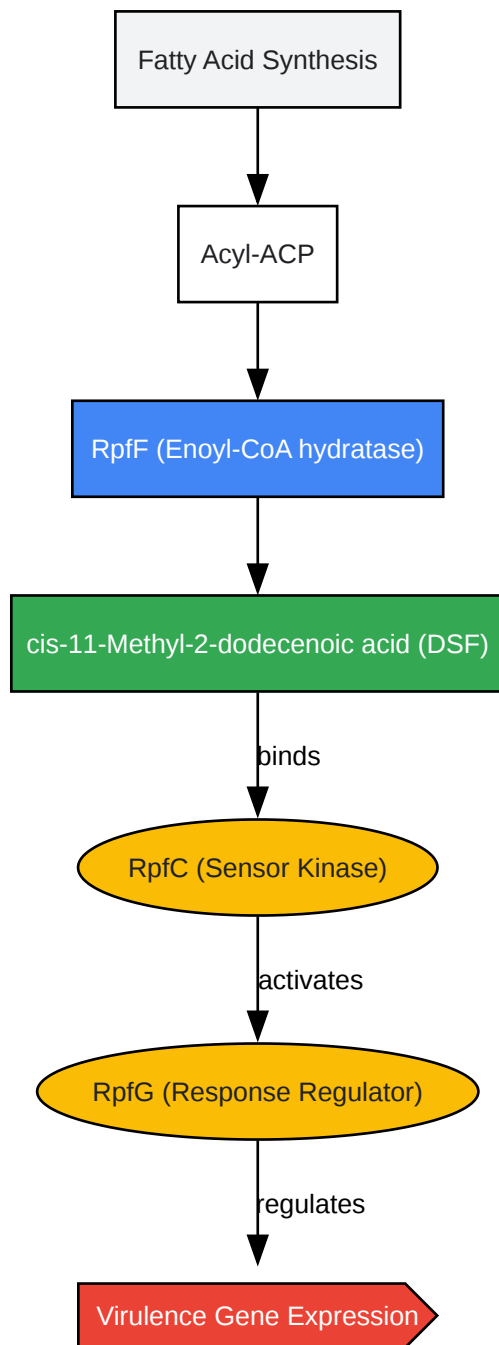 Fatty Acid Synthesis
Acyl-ACP
RpfF (Enoyl-CoA hydratase)
cis-11-Methyl-2-dodecenoic acid (DSF)
binds
RpfC (Sensor Kinase)
activates
RpfG (Response Regulator)
regulates
Virulence Gene Expression